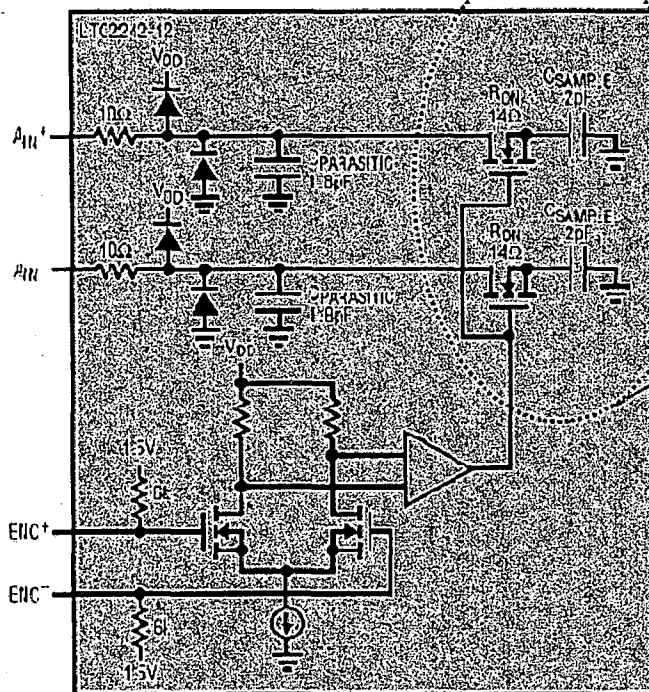 LTC2242-12
VDD
10Ω
AIN+
RON
14Ω
CSAMPLE
2pF
CPARASITIC
1.8pF
VDD
10Ω
AIN
RON
14Ω
CSAMPLE
2pF
CPARASITIC
1.8pF
VDD
1.5V
6k
ENC+
ENC−
6k
1.5V